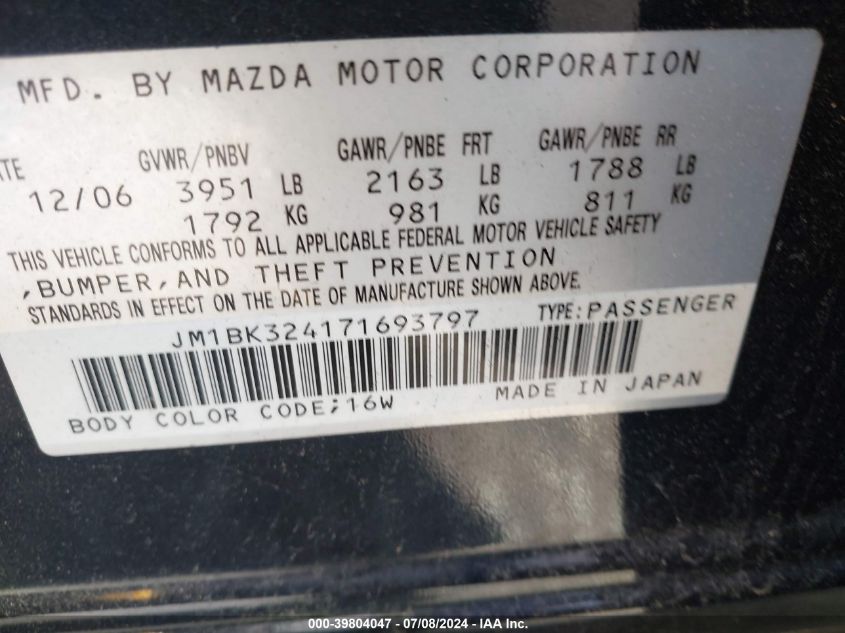 MFD. BY MAZDA MOTOR CORPORATION
GVWR/PNBV GAWR/PNBE FRT GAWR/PNBE RR
12/06 3951 LB 2163 LB 1788 LB
1792 KG 981 KG 811 KG
THIS VEHICLE CONFORMS TO ALL APPLICABLE FEDERAL MOTOR VEHICLE SAFETY
,BUMPER,AND THEFT PREVENTION
STANDARDS IN EFFECT ON THE DATE OF MANUFACTURE SHOWN ABOVE.
JM1BK324171693797 TYPE:PASSENGER
MADE IN JAPAN
BODY COLOR CODE;16W
000-39804047 - 07/08/2024 - IAA Inc.